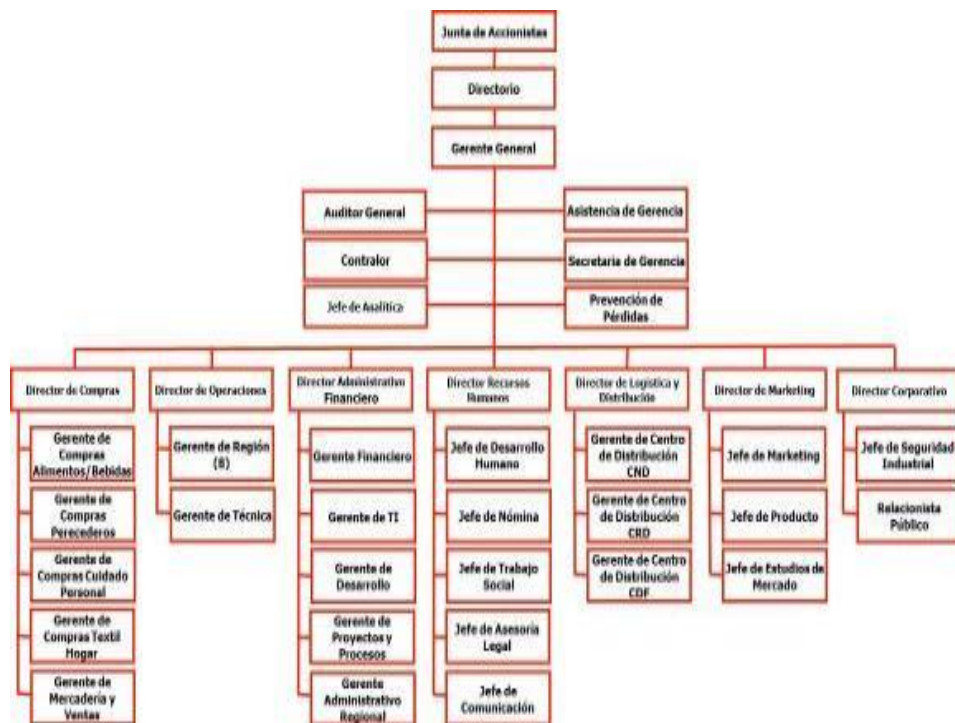 Junta de Accionistas
Directorio
Gerente General
Auditor General
Asistencia de Gerencia
Contralor
Secretaria de Gerencia
Jefe de Analítica
Prevención de
Pérdidas
Director de Compras
Director de Operaciones
Director Administrativo
Financiero
Director Recursos
Humanos
Director de Logística y
Distribución
Director de Marketing
Director Corporativo
Gerente de
Compras
Alimentos/Bebidas
Gerente de
Compras
Perecederos
Gerente de
Compras Cuidado
Personal
Gerente de
Compras Textil
Hogar
Gerente de
Mercadería y
Ventas
Gerente de Región
(8)
Gerente de Técnica
Gerente Financiero
Gerente de TI
Gerente de
Desarrollo
Gerente de
Proyectos y
Procesos
Gerente
Administrativo
Regional
Jefe de Desarrollo
Humano
Jefe de Nómina
Jefe de Trabajo
Social
Jefe de Asesoría
Legal
Jefe de
Comunicación
Gerente de Centro
de Distribución
CND
Gerente de Centro
de Distribución
CRD
Gerente de Centro
de Distribución
CDF
Jefe de Marketing
Jefe de Producto
Jefe de Estudios de
Mercado
Jefe de Seguridad
Industrial
Relacionista
Público